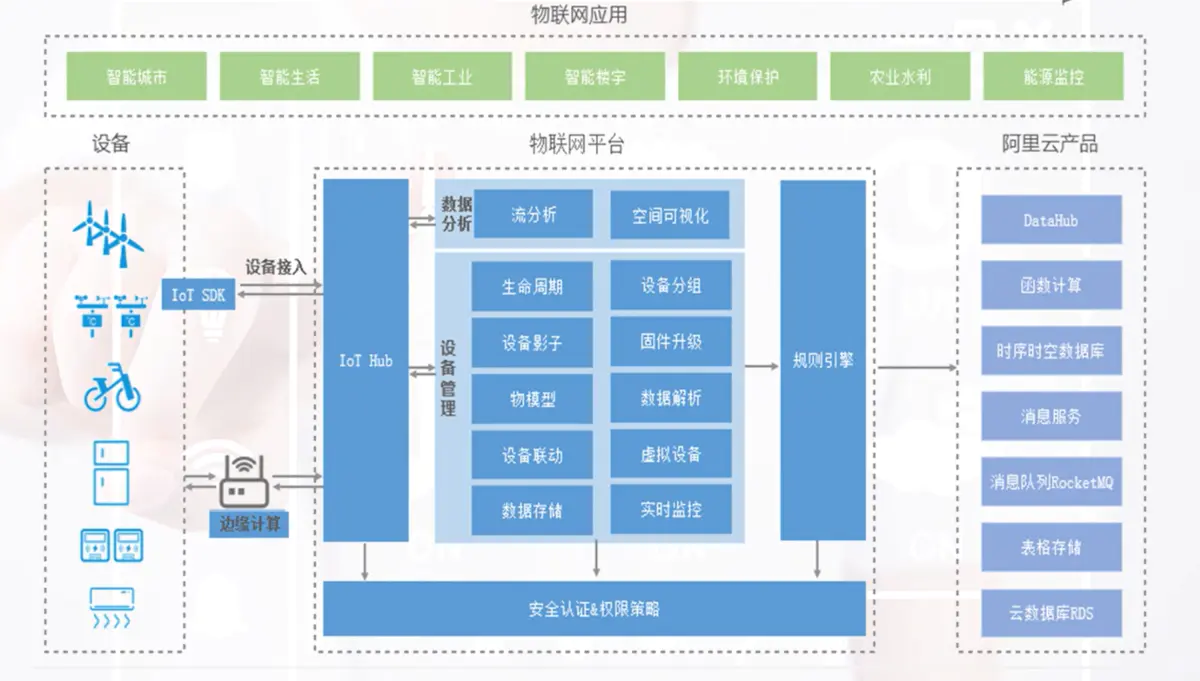 物联网应用
智能城市
智能生活
智能工业
智能楼宇
环境保护
农业水利
能源监控
设备
物联网平台
阿里云产品
IoT SDK
设备接入
边缘计算
IoT Hub
数据
分析
流分析
空间可视化
设备管理
生命周期
设备分组
设备影子
固件升级
物模型
数据解析
设备联动
虚拟设备
数据存储
实时监控
规则引擎
安全认证&权限策略
DataHub
函数计算
时序时空数据库
消息服务
消息队列RocketMQ
表格存储
云数据库RDS